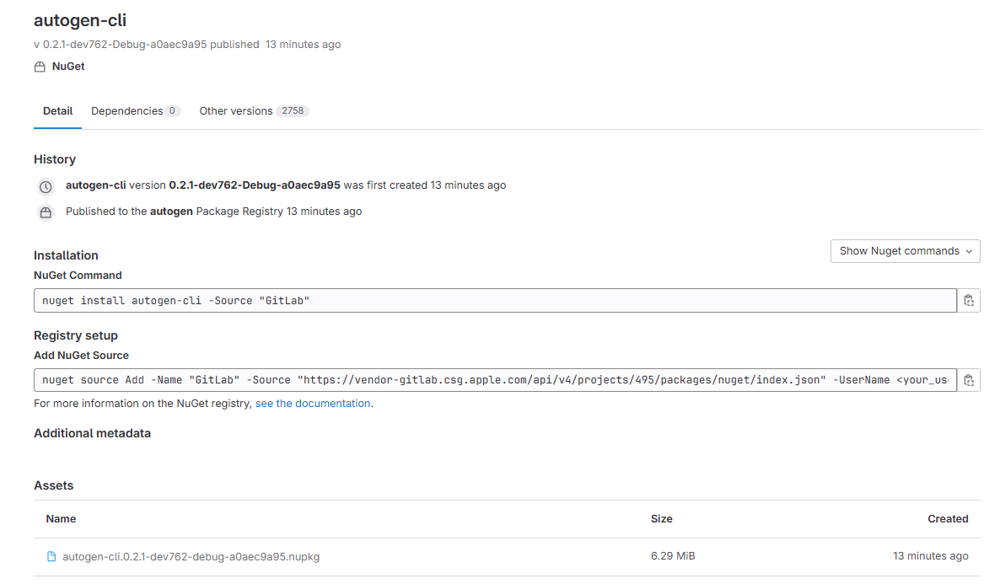 autogen-cli
v 0.2.1-dev762-Debug-a0aec9a95 published 13 minutes ago
NuGet
Detail Dependencies 0 Other versions 2758
History
autogen-cli version 0.2.1-dev762-Debug-a0aec9a95 was first created 13 minutes ago
Published to the autogen Package Registry 13 minutes ago
Installation
Show Nuget commands
NuGet Command
nuget install autogen-cli -Source "GitLab"
Registry setup
Add NuGet Source
nuget source Add -Name "GitLab" -Source "https://vendor-gitlab.csg.apple.com/api/v4/projects/495/packages/nuget/index.json" -UserName <your_us
For more information on the NuGet registry, see the documentation.
Additional metadata
Assets
Name Size Created
autogen-cli.0.2.1-dev762-debug-a0aec9a95.nupkg 6.29 MiB 13 minutes ago